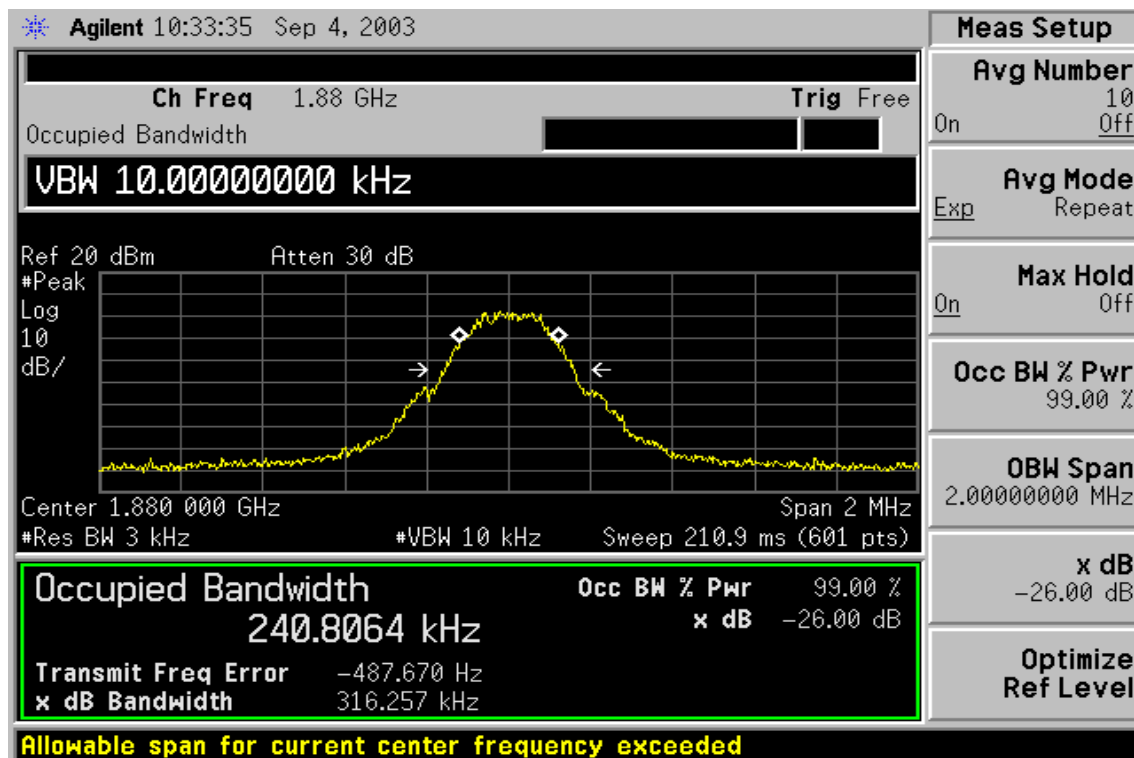 Agilent 10:33:35 Sep 4, 2003
Meas Setup
Ch Freq 1.88 GHz Trig Free
Occupied Bandwidth
VBW 10.00000000 kHz
Ref 20 dBm Atten 30 dB
#Peak
Log
10
dB/
Center 1.880 000 GHz Span 2 MHz
#Res BW 3 kHz #VBW 10 kHz Sweep 210.9 ms (601 pts)
Occupied Bandwidth
240.8064 kHz
Occ BW % Pwr 99.00 %
x dB -26.00 dB
Transmit Freq Error -487.670 Hz
x dB Bandwidth 316.257 kHz
Allowable span for current center frequency exceeded
Avg Number
10
On Off
Avg Mode
Exp Repeat
Max Hold
On Off
Occ BW % Pwr
99.00 %
OBW Span
2.00000000 MHz
x dB
-26.00 dB
Optimize
Ref Level